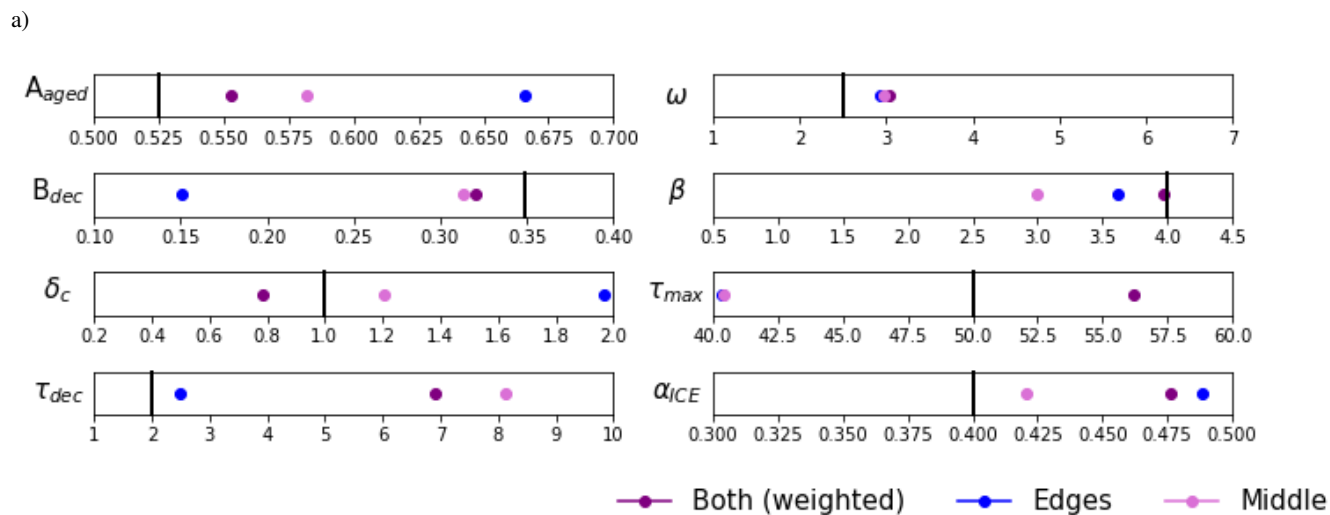 a)
A_aged
0.500 0.525 0.550 0.575 0.600 0.625 0.650 0.675 0.700
ω
1 2 3 4 5 6 7
B_dec
0.10 0.15 0.20 0.25 0.30 0.35 0.40
β
0.5 1.0 1.5 2.0 2.5 3.0 3.5 4.0 4.5
δ_c
0.2 0.4 0.6 0.8 1.0 1.2 1.4 1.6 1.8 2.0
τ_max
40.0 42.5 45.0 47.5 50.0 52.5 55.0 57.5 60.0
τ_dec
1 2 3 4 5 6 7 8 9 10
α_ICE
0.300 0.325 0.350 0.375 0.400 0.425 0.450 0.475 0.500
Both (weighted) Edges Middle